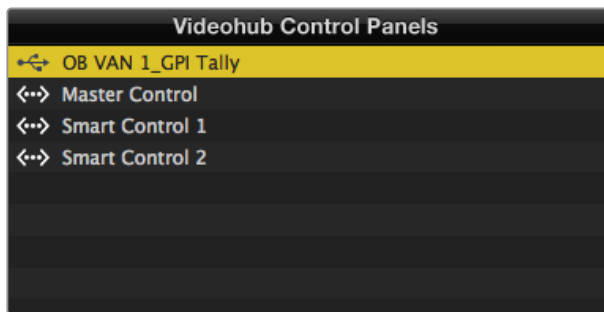 Videohub Control Panels
OB VAN 1_GPI Tally
Master Control
Smart Control 1
Smart Control 2